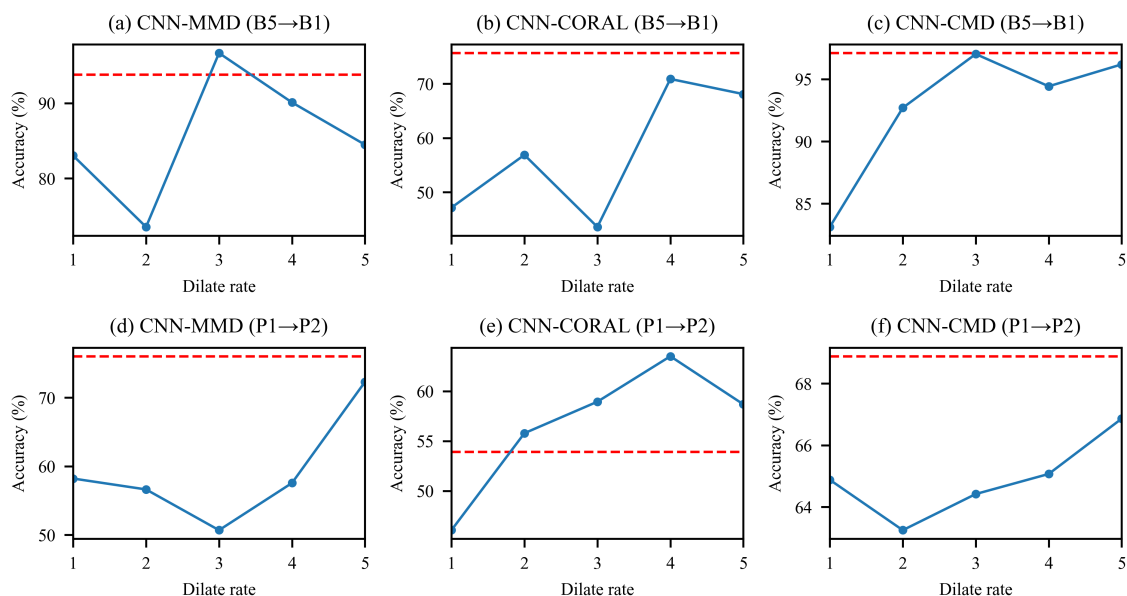 (a) CNN-MMD (B5→B1)
Accuracy (%)
90
80
1 2 3 4 5
Dilate rate
(b) CNN-CORAL (B5→B1)
Accuracy (%)
70
60
50
1 2 3 4 5
Dilate rate
(c) CNN-CMD (B5→B1)
Accuracy (%)
95
90
85
1 2 3 4 5
Dilate rate
(d) CNN-MMD (P1→P2)
Accuracy (%)
70
60
50
1 2 3 4 5
Dilate rate
(e) CNN-CORAL (P1→P2)
Accuracy (%)
60
55
50
1 2 3 4 5
Dilate rate
(f) CNN-CMD (P1→P2)
Accuracy (%)
68
66
64
1 2 3 4 5
Dilate rate